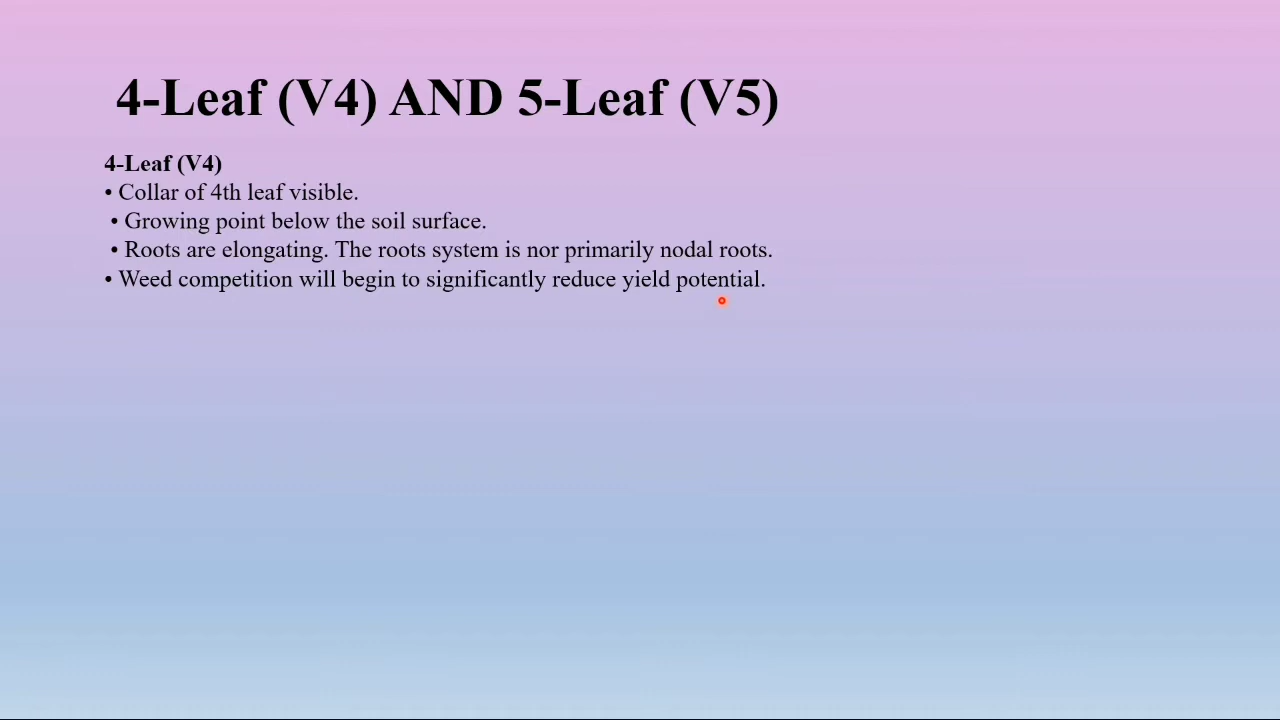 4-Leaf (V4) AND 5-Leaf (V5)
4-Leaf (V4)
• Collar of 4th leaf visible.
• Growing point below the soil surface.
• Roots are elongating. The roots system is nor primarily nodal roots.
• Weed competition will begin to significantly reduce yield potential.